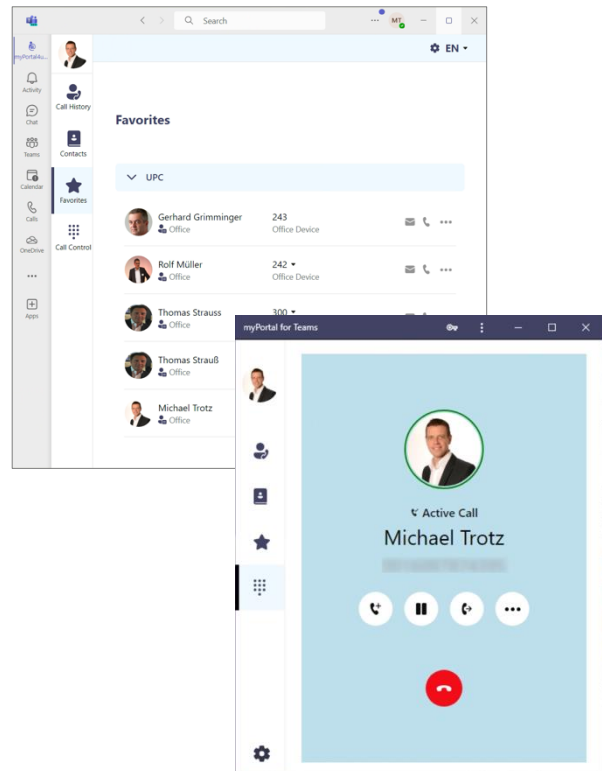 Search
...
MT
myPortal4u...
EN
Activity
Chat
Teams
Calendar
Calls
OneDrive
...
Apps
Call History
Contacts
Favorites
Call Control
Favorites
UPC
Gerhard Grimminger 243
Office Office Device
Rolf Müller 242
Office Office Device
Thomas Strauss 300
Office
Thomas Strauß
Office
Michael Trotz
Office
myPortal for Teams
Active Call
Michael Trotz